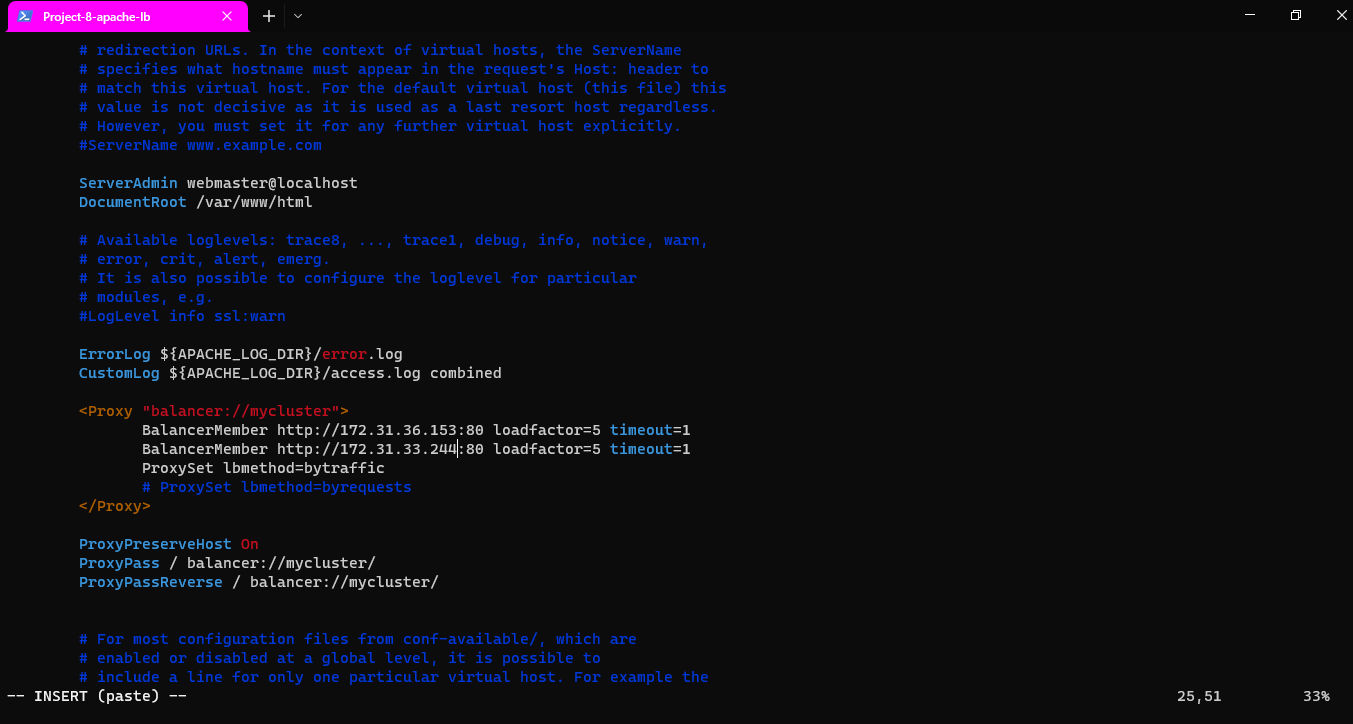 Project-8-apache-lb
# redirection URLs. In the context of virtual hosts, the ServerName
# specifies what hostname must appear in the request's Host: header to
# match this virtual host. For the default virtual host (this file) this
# value is not decisive as it is used as a last resort host regardless.
# However, you must set it for any further virtual host explicitly.
#ServerName www.example.com
ServerAdmin webmaster@localhost
DocumentRoot /var/www/html
# Available loglevels: trace8, ..., trace1, debug, info, notice, warn,
# error, crit, alert, emerg.
# It is also possible to configure the loglevel for particular
# modules, e.g.
#LogLevel info ssl:warn
ErrorLog ${APACHE_LOG_DIR}/error.log
CustomLog ${APACHE_LOG_DIR}/access.log combined
<Proxy "balancer://mycluster">
BalancerMember http://172.31.36.153:80 loadfactor=5 timeout=1
BalancerMember http://172.31.33.244:80 loadfactor=5 timeout=1
ProxySet lbmethod=bytraffic
# ProxySet lbmethod=byrequests
</Proxy>
ProxyPreserveHost On
ProxyPass / balancer://mycluster/
ProxyPassReverse / balancer://mycluster/
# For most configuration files from conf-available/, which are
# enabled or disabled at a global level, it is possible to
# include a line for only one particular virtual host. For example the
-- INSERT (paste) -- 25,51 33%